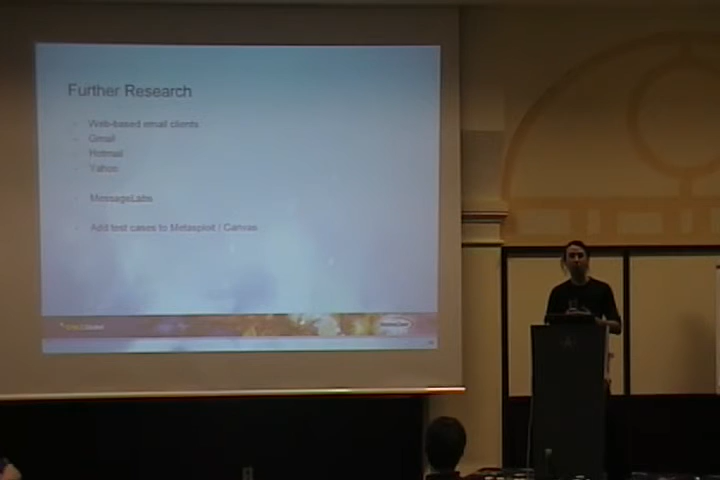 Further Research
- Web-based email clients
- Gmail
- Hotmail
- Yahoo
- MessageLabs
- Add test cases to Metasploit / Canvas